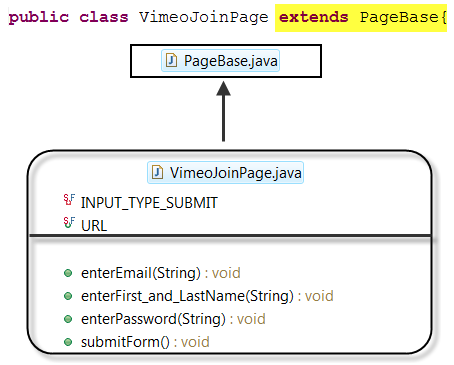 public class VimeoJoinPage extends PageBase{
PageBase.java
VimeoJoinPage.java
INPUT_TYPE_SUBMIT
URL
enterEmail(String) : void
enterFirst_and_LastName(String) : void
enterPassword(String) : void
submitForm() : void